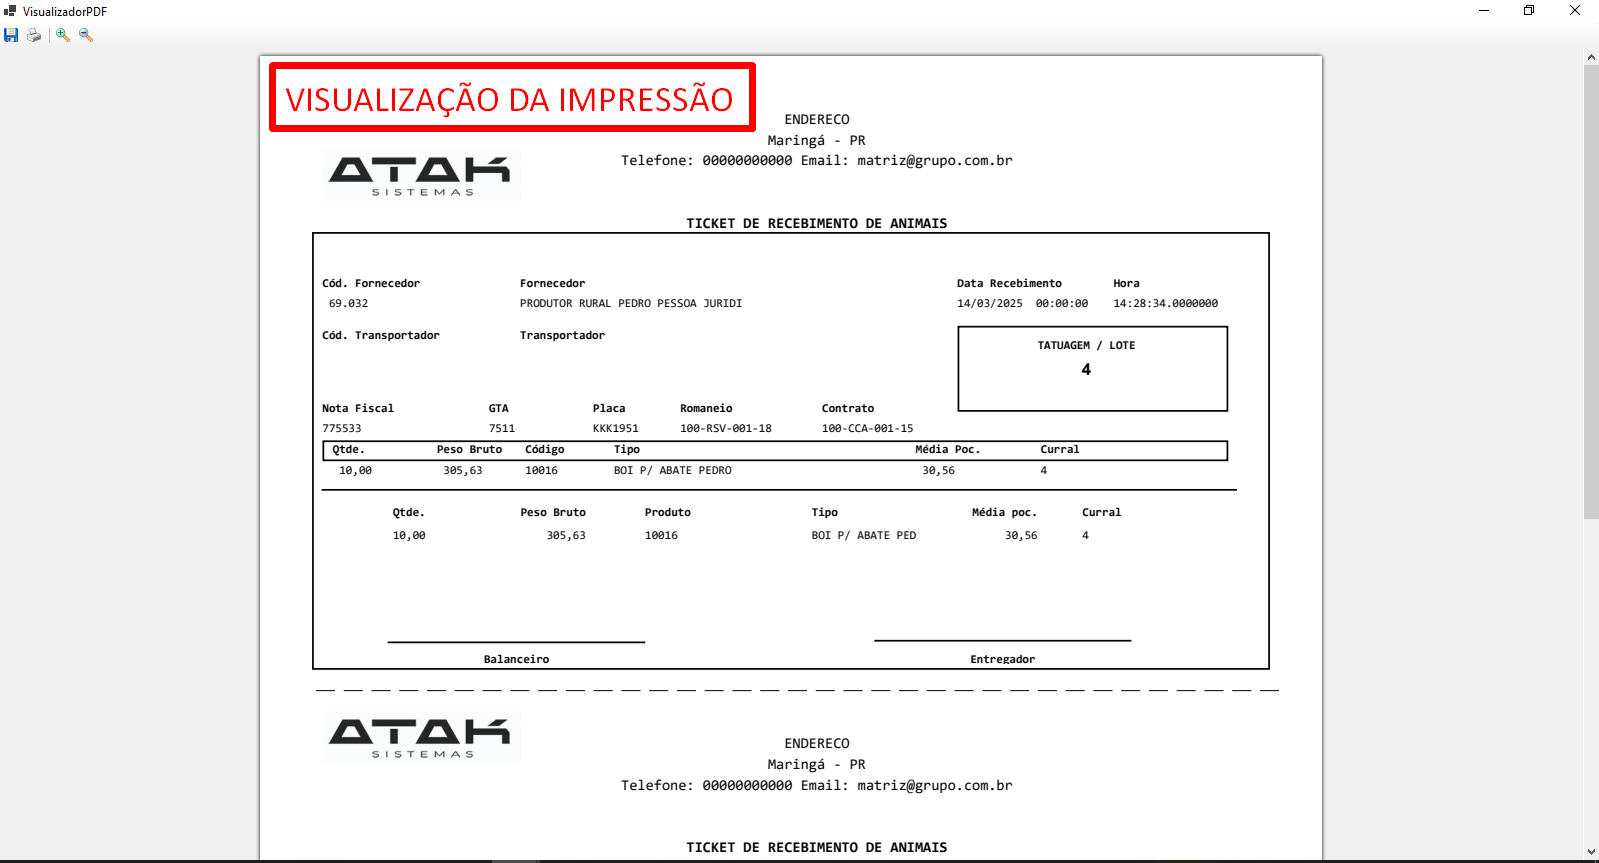 VisualizadorPDF
VISUALIZAÇÃO DA IMPRESSÃO
ENDERECO
Maringá - PR
Telefone: 00000000000 Email: matriz@grupo.com.br
ATAK
SISTEMAS
TICKET DE RECEBIMENTO DE ANIMAIS
Cód. Fornecedor Fornecedor Data Recebimento Hora
69.032 PRODUTOR RURAL PEDRO PESSOA JURIDI 14/03/2025 00:00:00 14:28:34.0000000
Cód. Transportador Transportador
TATUAGEM / LOTE
4
Nota Fiscal GTA Placa Romaneio Contrato
775533 7511 KKK1951 100-RSV-001-18 100-CCA-001-15
Qtde. Peso Bruto Código Tipo Média Poc. Curral
10,00 305,63 10016 BOI P/ ABATE PEDRO 30,56 4
Qtde. Peso Bruto Produto Tipo Média poc. Curral
10,00 305,63 10016 BOI P/ ABATE PED 30,56 4
Balanceiro Entregador
ATAK
SISTEMAS
ENDERECO
Maringá - PR
Telefone: 00000000000 Email: matriz@grupo.com.br
TICKET DE RECEBIMENTO DE ANIMAIS